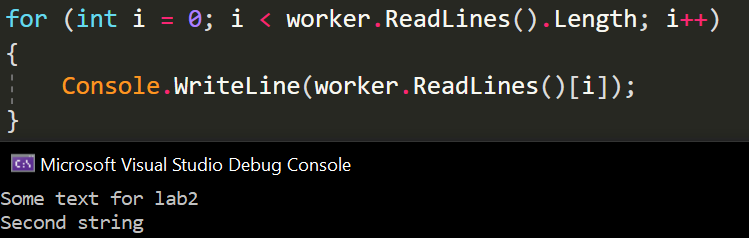 for (int i = 0; i < worker.ReadLines().Length; i++)
{
    Console.WriteLine(worker.ReadLines()[i]);
}
C:\ Microsoft Visual Studio Debug Console
Some text for lab2
Second string